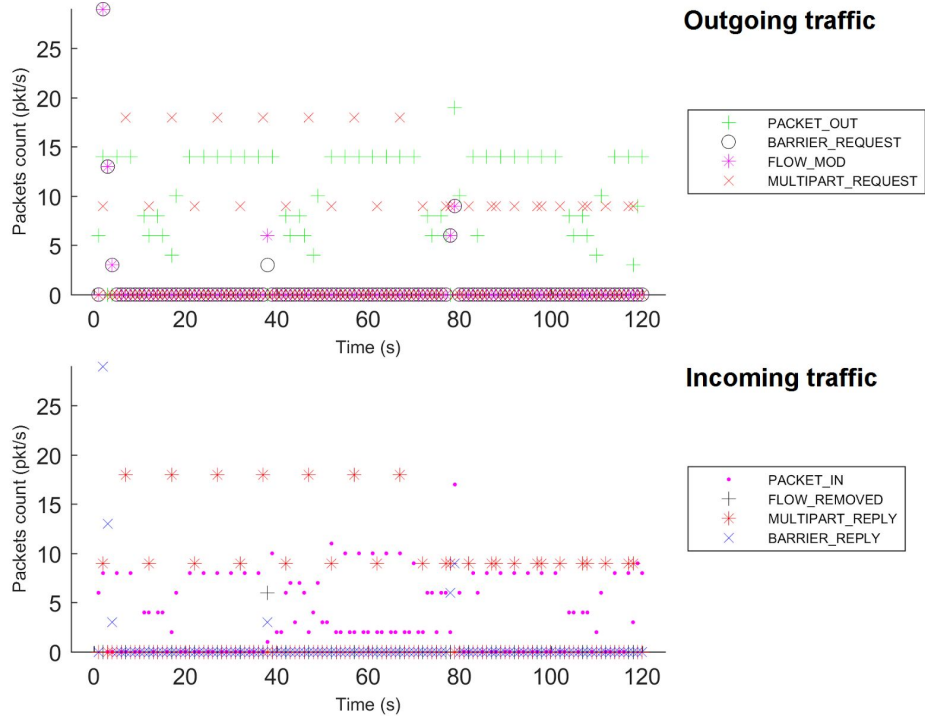 Outgoing traffic
25
20
15
10
5
0
Packets count (pkt/s)
0 20 40 60 80 100 120
Time (s)
PACKET_OUT
BARRIER_REQUEST
FLOW_MOD
MULTIPART_REQUEST
Incoming traffic
25
20
15
10
5
0
Packets count (pkt/s)
0 20 40 60 80 100 120
Time (s)
PACKET_IN
FLOW_REMOVED
MULTIPART_REPLY
BARRIER_REPLY